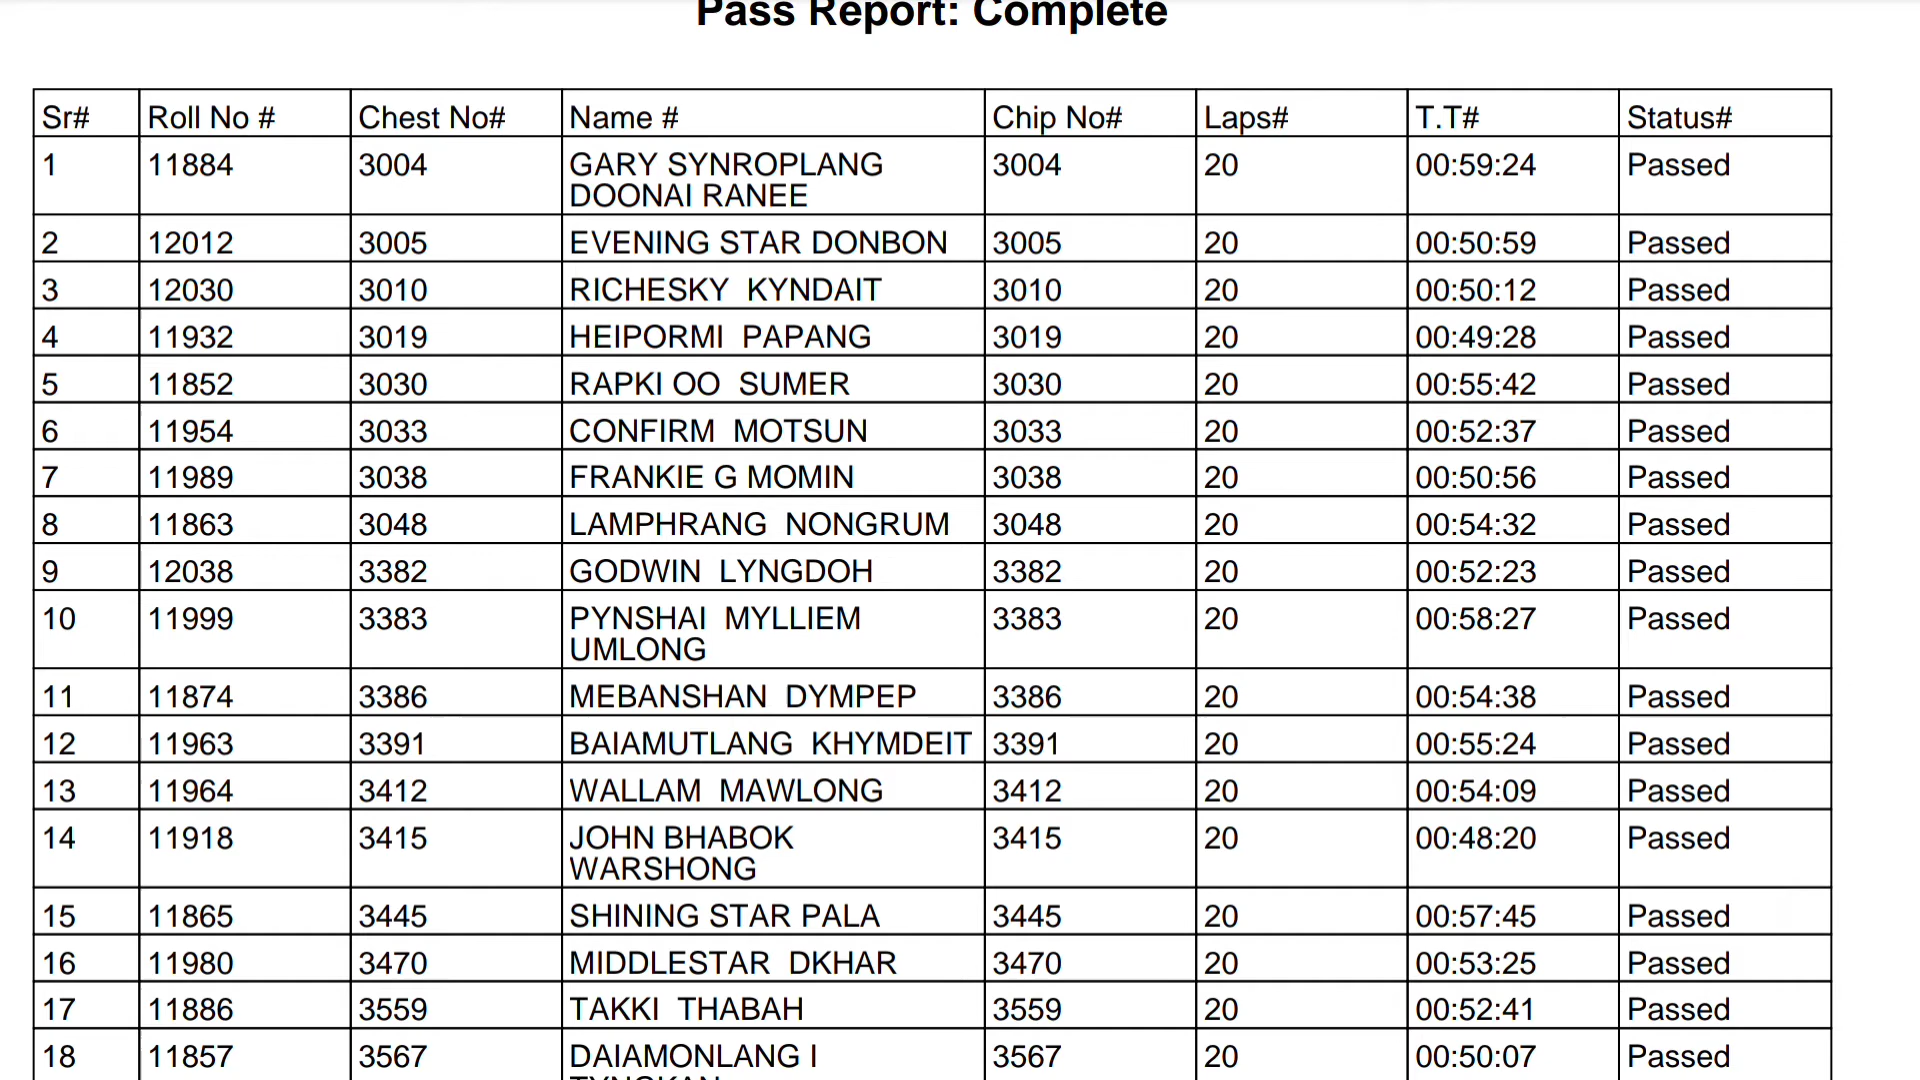 Pass Report: Complete
Sr# Roll No # Chest No# Name # Chip No# Laps# T.T# Status#
1 11884 3004 GARY SYNROPLANG 3004 20 00:59:24 Passed
DOONAI RANEE
2 12012 3005 EVENING STAR DONBON 3005 20 00:50:59 Passed
3 12030 3010 RICHESKY KYNDAIT 3010 20 00:50:12 Passed
4 11932 3019 HEIPORMI PAPANG 3019 20 00:49:28 Passed
5 11852 3030 RAPKI OO SUMER 3030 20 00:55:42 Passed
6 11954 3033 CONFIRM MOTSUN 3033 20 00:52:37 Passed
7 11989 3038 FRANKIE G MOMIN 3038 20 00:50:56 Passed
8 11863 3048 LAMPHRANG NONGRUM 3048 20 00:54:32 Passed
9 12038 3382 GODWIN LYNGDOH 3382 20 00:52:23 Passed
10 11999 3383 PYNSHAI MYLLIEM 3383 20 00:58:27 Passed
UMLONG
11 11874 3386 MEBANSHAN DYMPEP 3386 20 00:54:38 Passed
12 11963 3391 BAIAMUTLANG KHYMDEIT 3391 20 00:55:24 Passed
13 11964 3412 WALLAM MAWLONG 3412 20 00:54:09 Passed
14 11918 3415 JOHN BHABOK 3415 20 00:48:20 Passed
WARSHONG
15 11865 3445 SHINING STAR PALA 3445 20 00:57:45 Passed
16 11980 3470 MIDDLESTAR DKHAR 3470 20 00:53:25 Passed
17 11886 3559 TAKKI THABAH 3559 20 00:52:41 Passed
18 11857 3567 DAIAMONLANG I 3567 20 00:50:07 Passed